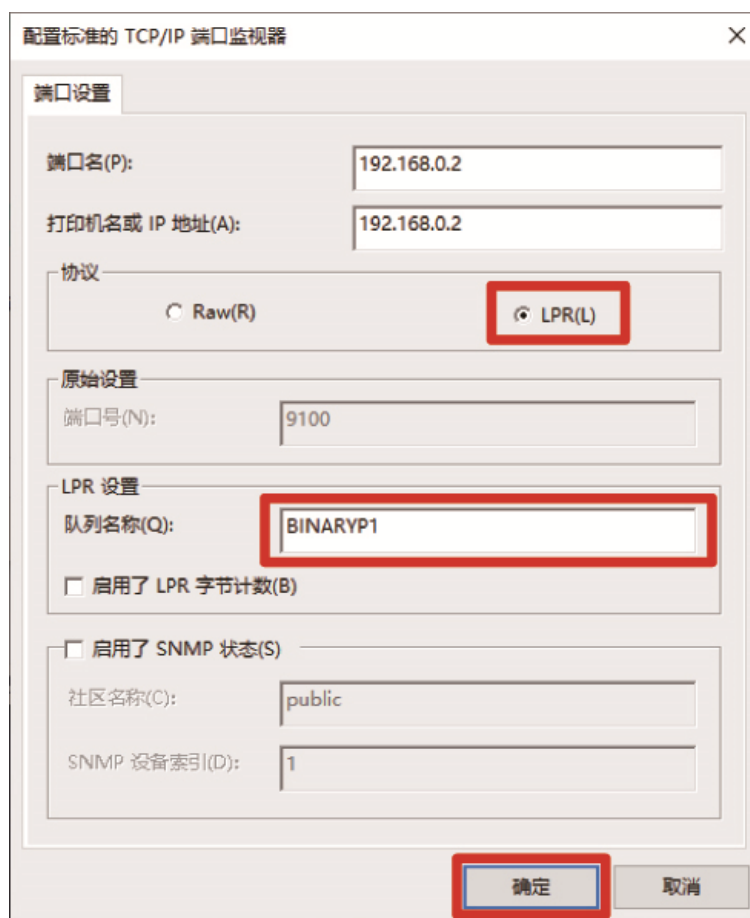 配置标准的 TCP/IP 端口监视器
端口设置
端口名(P): 192.168.0.2
打印机名或 IP 地址(A): 192.168.0.2
协议
Raw(R) LPR(L)
原始设置
端口号(N): 9100
LPR 设置
队列名称(Q): BINARYP1
启用了 LPR 字节计数(B)
启用了 SNMP 状态(S)
社区名称(C): public
SNMP 设备索引(D): 1
确定 取消